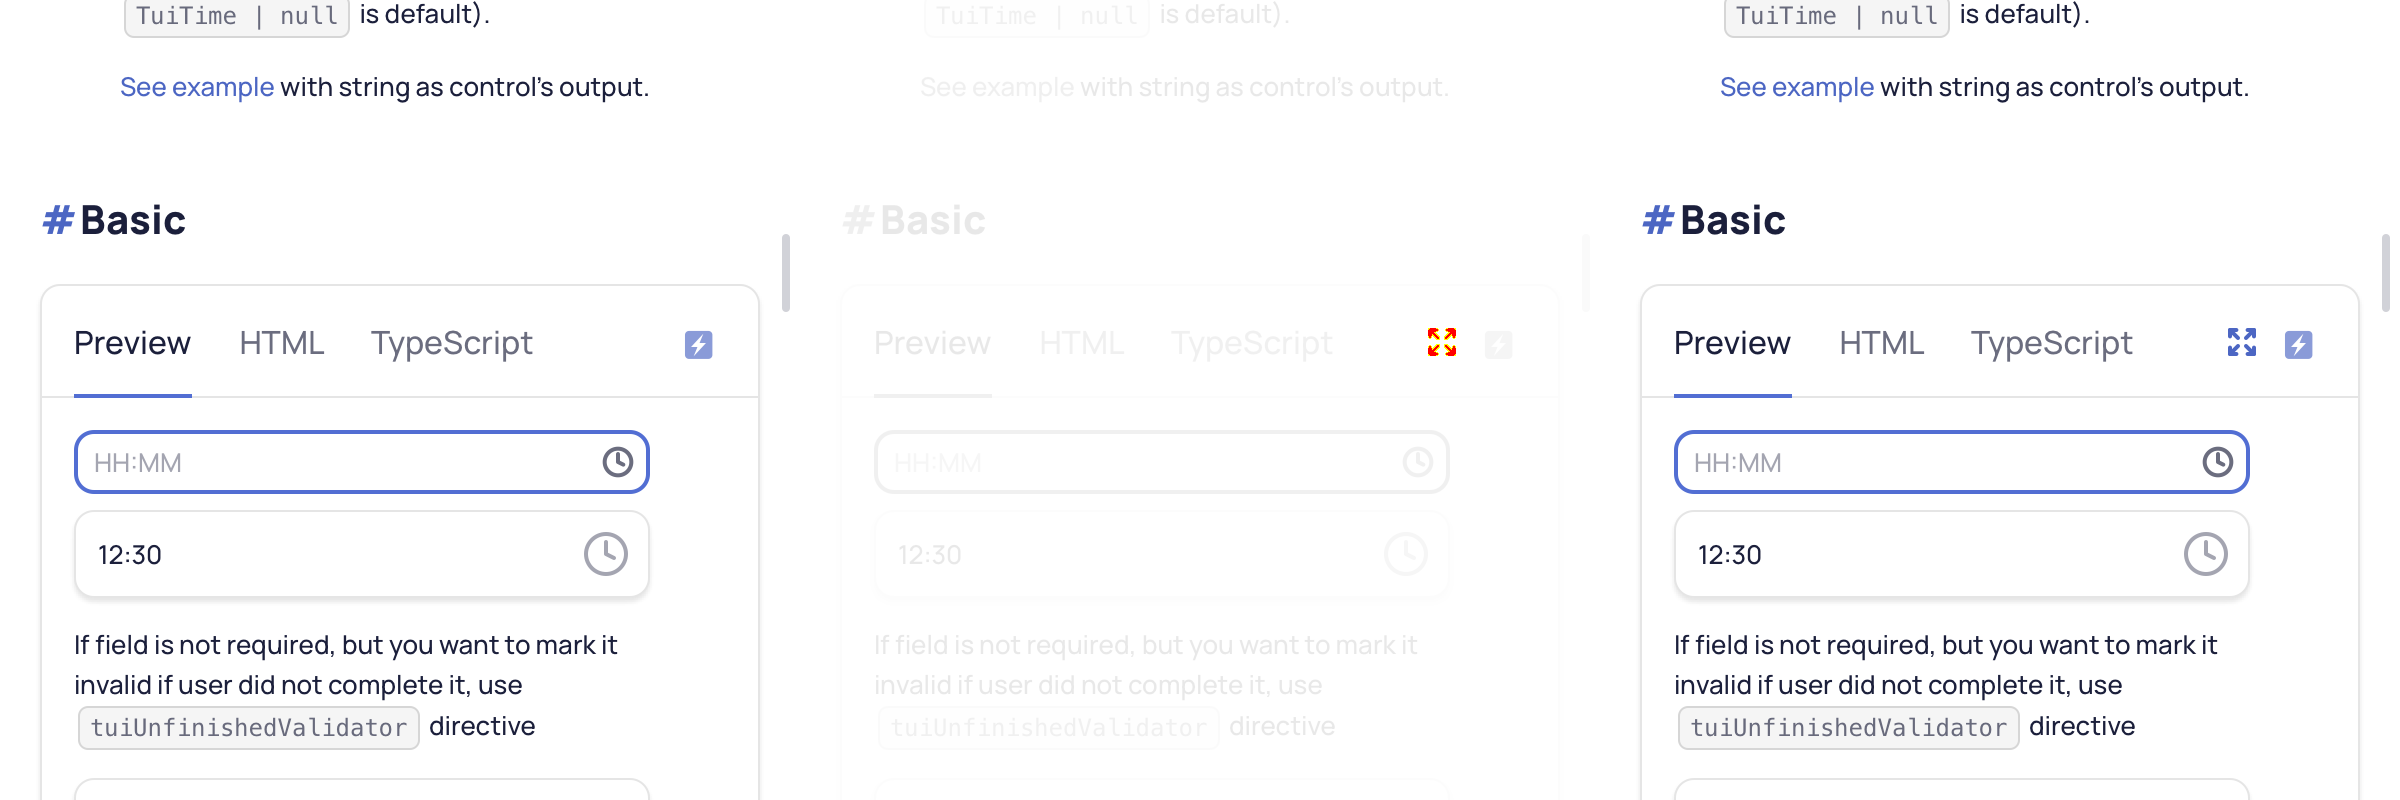 TuiTime | null is default).
See example with string as control's output.
#Basic
Preview HTML TypeScript
HH:MM
12:30
If field is not required, but you want to mark it
invalid if user did not complete it, use
tuiUnfinishedValidator directive
TuiTime | null is default).
See example with string as control's output.
#Basic
Preview HTML TypeScript
HH:MM
12:30
If field is not required, but you want to mark it
invalid if user did not complete it, use
tuiUnfinishedValidator directive
TuiTime | null is default).
See example with string as control's output.
#Basic
Preview HTML TypeScript
HH:MM
12:30
If field is not required, but you want to mark it
invalid if user did not complete it, use
tuiUnfinishedValidator directive